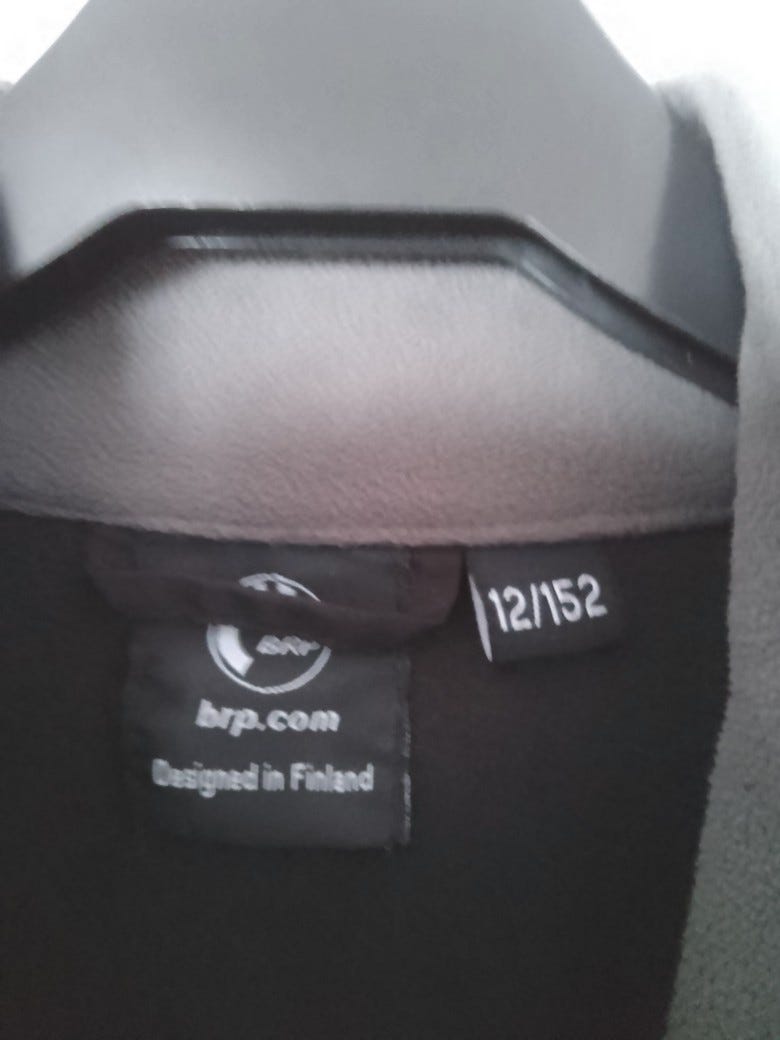 BRP
brp.com
Designed in Finland
12/152